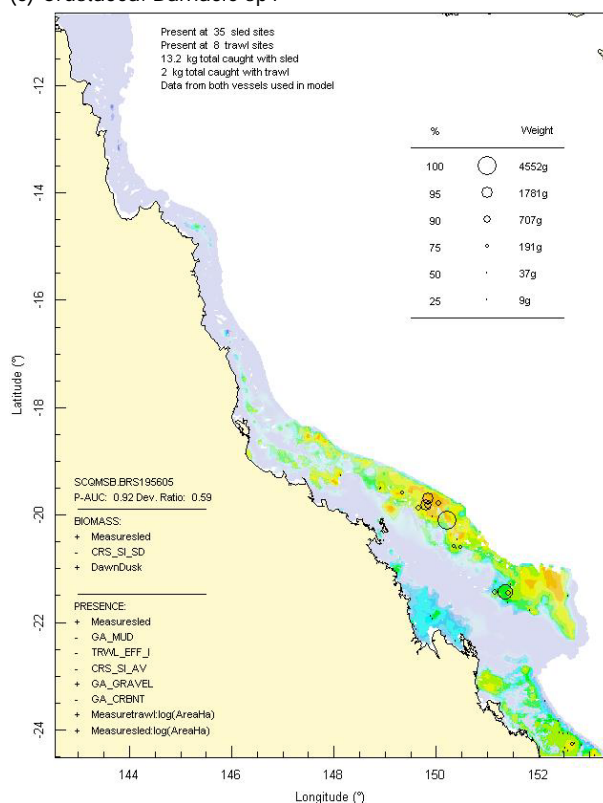 (c) Crustacea: Damasic sp1
Present at 35 sled sites
Present at 8 trawl sites
13.2 kg total caught with sled
2 kg total caught with trawl
Data from both vessels used in model
% Weight
100 4552g
95 1781g
90 707g
75 191g
50 37g
25 9g
-12
-14
-16
-18
-20
-22
-24
Latitude (°)
SCQMSB.BRS195605
P-AUC: 0.92 Dev. Ratio: 0.59
BIOMASS:
+ Measuresled
- CRS_SI_SD
+ DawnDusk
PRESENCE:
+ Measuresled
- GA_MUD
- TRWL_EFF_I
- CRS_SI_AV
+ GA_GRAVEL
- GA_CRBNT
+ Measuretrawl:log(AreaHa)
+ Measuresled:log(AreaHa)
144 146 148 150 152
Longitude (°)